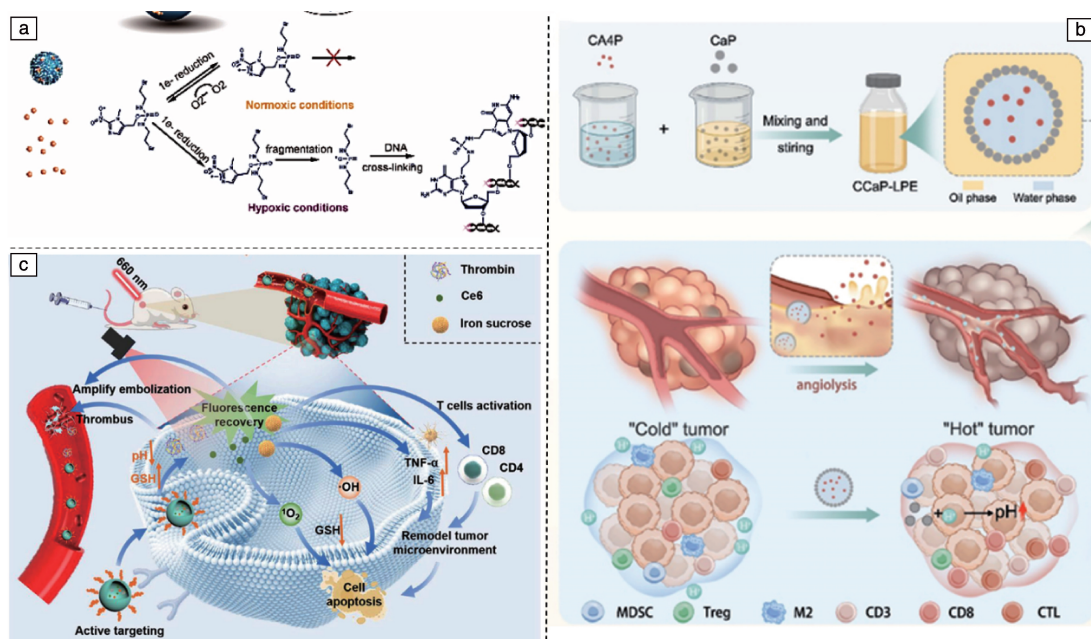 a
1e- reduction
O2-
O2
Normoxic conditions
1e- reduction
fragmentation
DNA
cross-linking
Hypoxic conditions
b
CA4P
CaP
+
Mixing and
stiring
CCaP-LPE
Oil phase
Water phase
angiolysis
"Cold" tumor
"Hot" tumor
H+
+
pH
MDSC
Treg
M2
CD3
CD8
CTL
c
660 nm
Thrombin
Ce6
Iron sucrose
Amplify embolization
Thrombus
Fluorescence
recovery
T cells activation
pH
GSH
CD8
CD4
TNF-α
IL-6
·OH
¹O₂
GSH
Remodel tumor
microenvironment
Cell
apoptosis
Active targeting